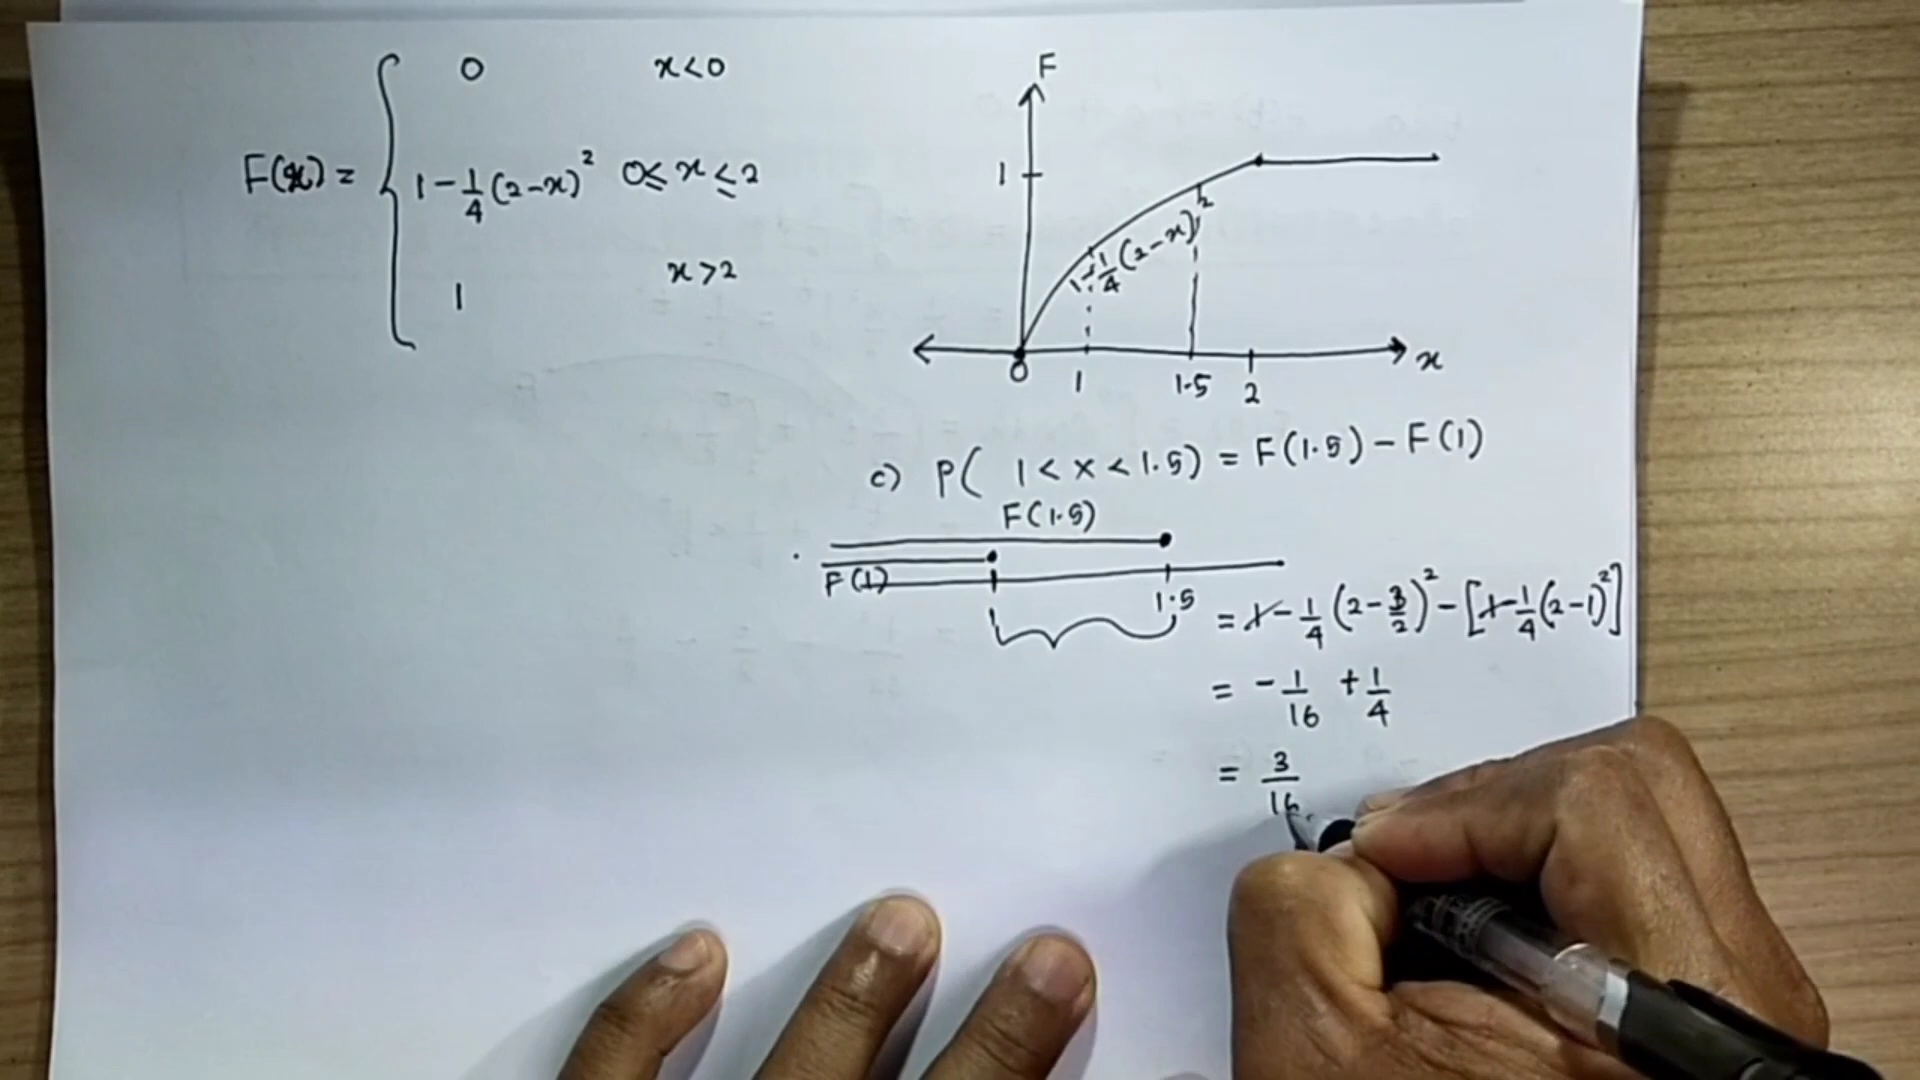 0 x<0
F(x) = { 1 - 1/4 (2-x)² 0 ≤ x ≤ 2
1 x>2
F
1
1 - 1/4 (2-x)²
0 1 1.5 2 x
c) P( 1 < x < 1.5) = F(1.5) - F(1)
F(1.5)
F(1)
1 1.5
= 1 - 1/4 (2 - 3/2)² - [1 - 1/4 (2-1)²]
= - 1/16 + 1/4
= 3/16